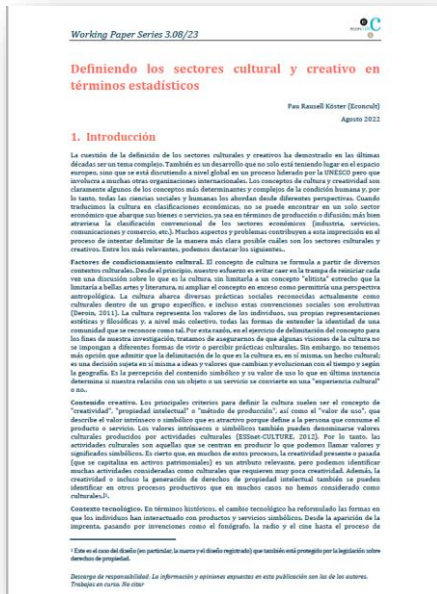 Working Paper Series 3.08/23
Definiendo los sectores cultural y creativo en
términos estadísticos
Pau Rausell Köster (Econcult)
Agosto 2022
1. Introducción
La cuestión de la definición de los sectores culturales y creativos ha demostrado en las últimas
décadas ser un tema complejo. También es un desarrollo que no solo está teniendo lugar en el espacio
europeo, sino que se está discutiendo a nivel global en un proceso liderado por la UNESCO pero que
involucra a muchas otras organizaciones internacionales. Los conceptos de cultura y creatividad son
claramente algunos de los conceptos más determinantes y complejos de la condición humana y, por
lo tanto, todas las ciencias sociales y humanas los abordan desde diferentes perspectivas. Cuando
traducimos la cultura en clasificaciones económicas, no se puede encontrar en un solo sector
económico que abarque sus bienes o servicios, ya sea en términos de producción o difusión; más bien
atraviesa la clasificación convencional de los sectores económicos (industria, servicios,
comunicaciones y comercio, etc.). Muchos aspectos y problemas contribuyen a esta imprecisión en el
proceso de intentar delimitar de la manera más clara posible cuáles son los sectores culturales y
creativos. Entre los más relevantes, podemos destacar los siguientes..
Factores de condicionamiento cultural. El concepto de cultura se formula a partir de diversos
contextos culturales. Desde el principio, nuestro esfuerzo es evitar caer en la trampa de reiniciar cada
vez una discusión sobre lo que es la cultura, sin limitarla a un concepto "elitista" estrecho que la
limitaría a bellas artes y literatura, ni ampliar el concepto en exceso como permitiría una perspectiva
antropológica. La cultura abarca diversas prácticas sociales reconocidas actualmente como
culturales dentro de un grupo específico, e incluso estas convenciones sociales son evolutivas
(Deroin, 2011). La cultura representa los valores de los individuos, sus propias representaciones
estéticas y filosóficas y, a nivel más colectivo, todas las formas de entender la identidad de una
comunidad que se reconoce como tal. Por esta razón, en el ejercicio de delimitación del concepto para
los fines de nuestra investigación, tratamos de asegurarnos de que algunas visiones de la cultura no
se impongan a diferentes formas de vivir o percibir prácticas culturales. Sin embargo, no tenemos
más opción que admitir que la delimitación de lo que es la cultura es, en sí misma, un hecho cultural;
es una decisión sujeta en sí misma a ideas y valores que cambian y evolucionan con el tiempo y según
la geografía. Es la percepción del contenido simbólico y su valor de uso lo que en última instancia
determina si nuestra relación con un objeto o un servicio se convierte en una "experiencia cultural"
o no..
Contenido creativo. Los principales criterios para definir la cultura suelen ser el concepto de
"creatividad", "propiedad intelectual" o "método de producción", así como el "valor de uso", que
describe el valor intrínseco o simbólico que es atractivo porque define a la persona que consume el
producto o servicio. Los valores intrínsecos o simbólicos también pueden denominarse valores
culturales producidos por actividades culturales (ESSnet-CULTURE, 2012). Por lo tanto, las
actividades culturales son aquellas que se centran en producir lo que podemos llamar valores y
significados simbólicos. Es cierto que, en muchos de estos procesos, la creatividad presente o pasada
(que se capitaliza en activos patrimoniales) es un atributo relevante, pero podemos identificar
muchas actividades consideradas como culturales que requieren muy poca creatividad. Además, la
creatividad o incluso la generación de derechos de propiedad intelectual también se pueden
identificar en otros procesos productivos que en muchos casos no hemos considerado como
culturales.
Contexto tecnológico. En términos históricos, el cambio tecnológico ha reformulado las formas en
que los individuos han interactuado con productos y servicios simbólicos. Desde la aparición de la
imprenta, pasando por invenciones como el fonógrafo, la radio y el cine hasta el proceso de
¹ Este es el caso del diseño (en particular, la marca y el diseño registrado) que también está protegido por la legislación sobre
derechos de propiedad.
Descarga de responsabilidad: La información y opiniones expuestas en esta publicación son las de los autores.
Trabajos en curso. No citar